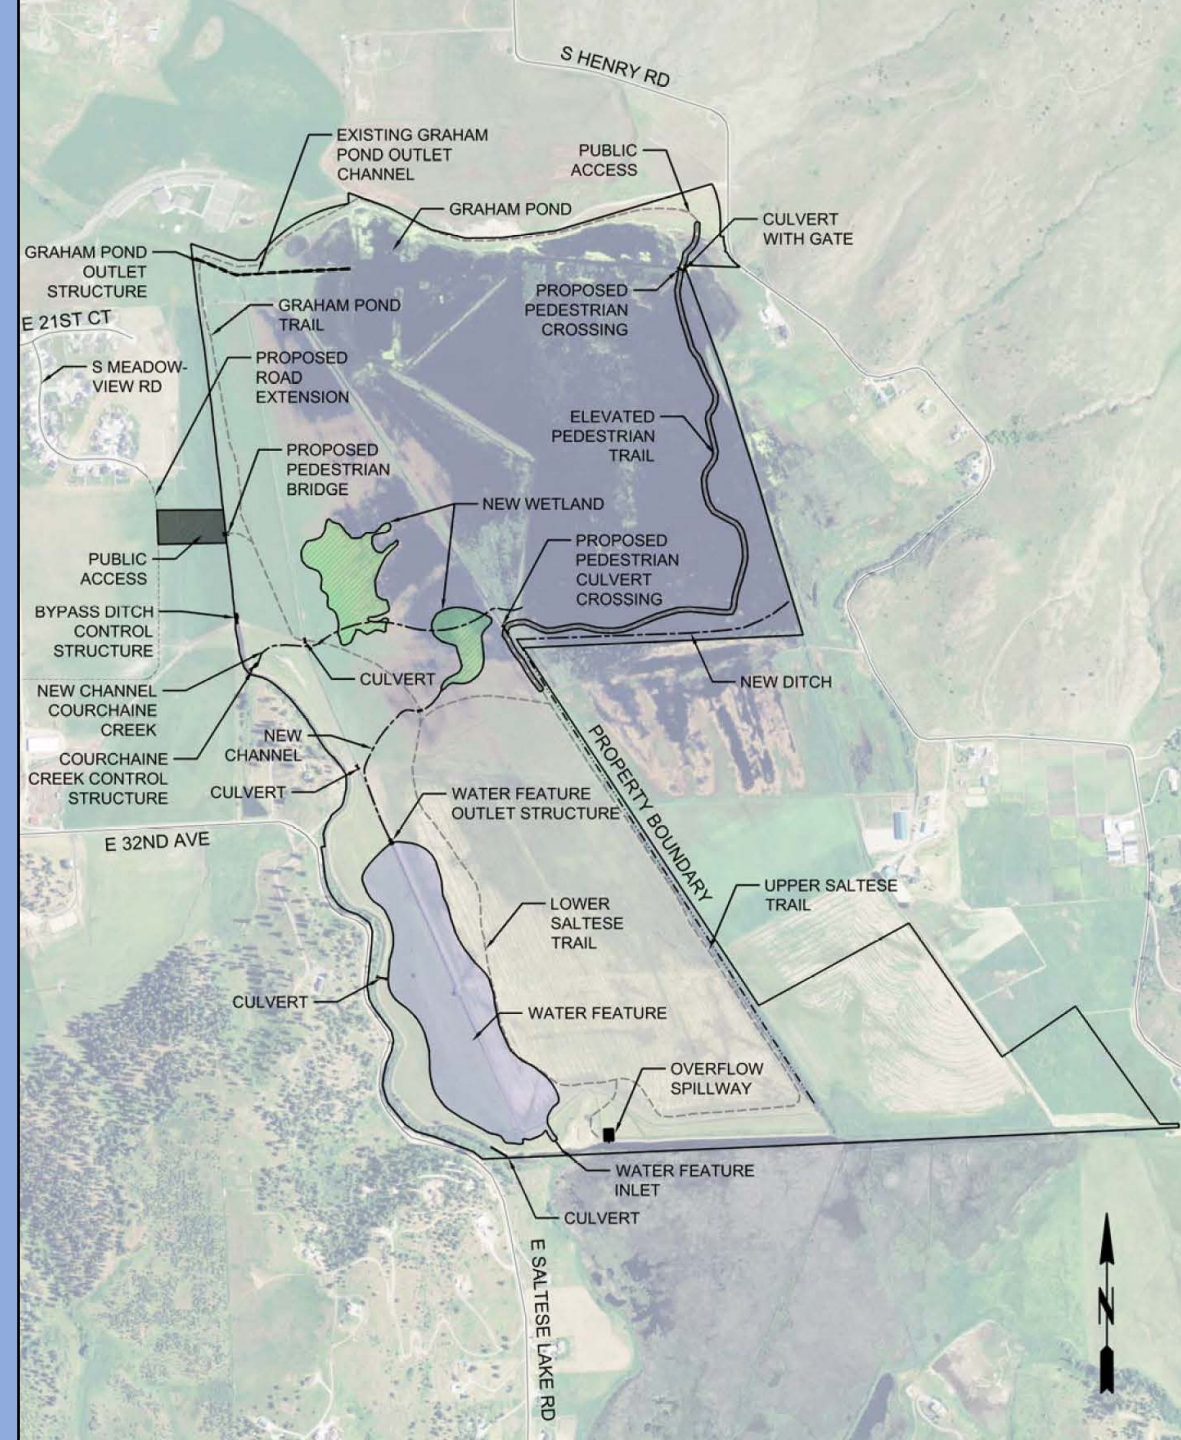 S HENRY RD
EXISTING GRAHAM
POND OUTLET
CHANNEL
PUBLIC
ACCESS
GRAHAM POND
CULVERT
WITH GATE
GRAHAM POND
OUTLET
STRUCTURE
PROPOSED
PEDESTRIAN
CROSSING
GRAHAM POND
TRAIL
E 21ST CT
S MEADOW-
VIEW RD
PROPOSED
ROAD
EXTENSION
ELEVATED
PEDESTRIAN
TRAIL
PROPOSED
PEDESTRIAN
BRIDGE
NEW WETLAND
PROPOSED
PEDESTRIAN
CULVERT
CROSSING
PUBLIC
ACCESS
BYPASS DITCH
CONTROL
STRUCTURE
CULVERT
NEW DITCH
NEW CHANNEL
COURCHAINE
CREEK
NEW
CHANNEL
COURCHAINE
CREEK CONTROL
STRUCTURE
CULVERT
PROPERTY BOUNDARY
WATER FEATURE
OUTLET STRUCTURE
E 32ND AVE
UPPER SALTESE
TRAIL
LOWER
SALTESE
TRAIL
CULVERT
WATER FEATURE
OVERFLOW
SPILLWAY
WATER FEATURE
INLET
CULVERT
E SALTESE LAKE RD
N